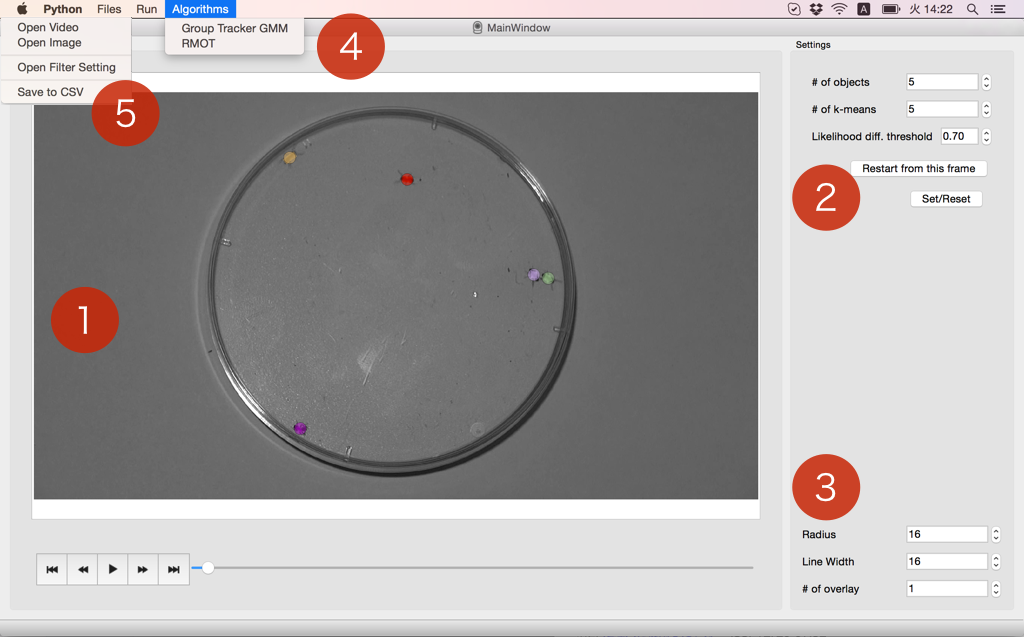 Python Files Run Algorithms
火 14:22
Open Video
Open Image
Open Filter Setting
Save to CSV
Group Tracker GMM
RMOT
MainWindow
4
5
1
Settings
# of objects 5
# of k-means 5
Likelihood diff. threshold 0.70
Restart from this frame
Set/Reset
2
3
Radius 16
Line Width 16
# of overlay 1